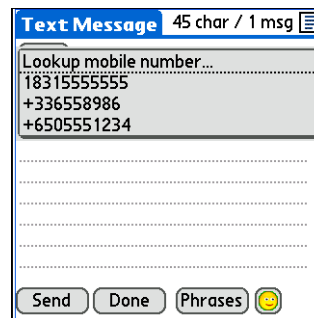 Text Message 45 char / 1 msg
Lookup mobile number...
18315555555
+336558986
+6505551234
Send Done Phrases